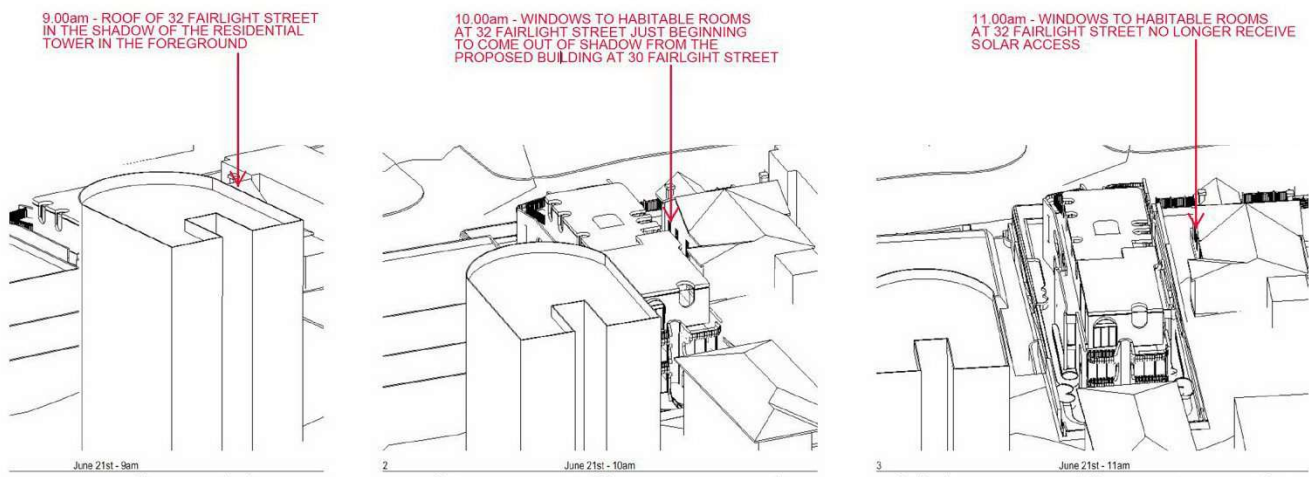 9.00am - ROOF OF 32 FAIRLIGHT STREET
IN THE SHADOW OF THE RESIDENTIAL
TOWER IN THE FOREGROUND
10.00am - WINDOWS TO HABITABLE ROOMS
AT 32 FAIRLIGHT STREET JUST BEGINNING
TO COME OUT OF SHADOW FROM THE
PROPOSED BUILDING AT 30 FAIRLGIHT STREET
11.00am - WINDOWS TO HABITABLE ROOMS
AT 32 FAIRLIGHT STREET NO LONGER RECEIVE
SOLAR ACCESS
June 21st - 9am
2 June 21st - 10am
3 June 21st - 11am